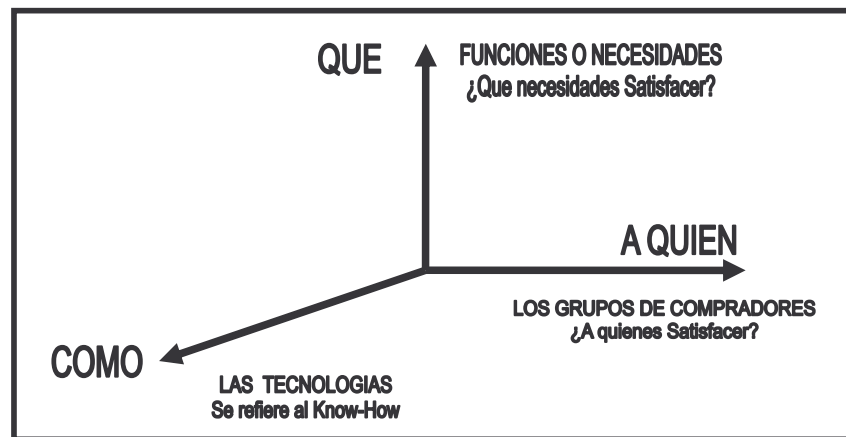 QUE
FUNCIONES O NECESIDADES
¿Que necesidades Satisfacer?
A QUIEN
LOS GRUPOS DE COMPRADORES
¿A quienes Satisfacer?
COMO
LAS TECNOLOGIAS
Se refiere al Know-How